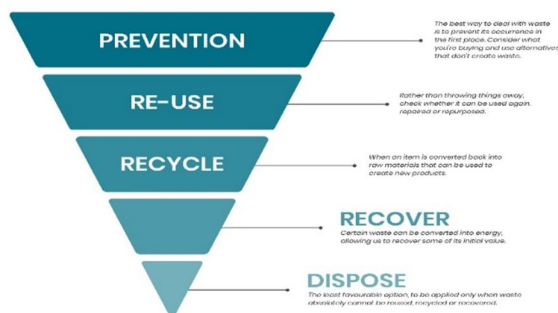 PREVENTION
The best way to deal with waste
is to prevent its occurrence in
the first place. Consider what
you're buying and use alternatives
that don't create waste.
RE-USE
Rather than throwing things away,
check whether it can be used again,
repaired or repurposed.
RECYCLE
When an item is converted back into
raw materials that can be used to
create new products.
RECOVER
Certain waste can be converted into energy,
allowing us to recover some of its initial value.
DISPOSE
The least favourable option, to be applied only when waste
absolutely cannot be reused, recycled or recovered.